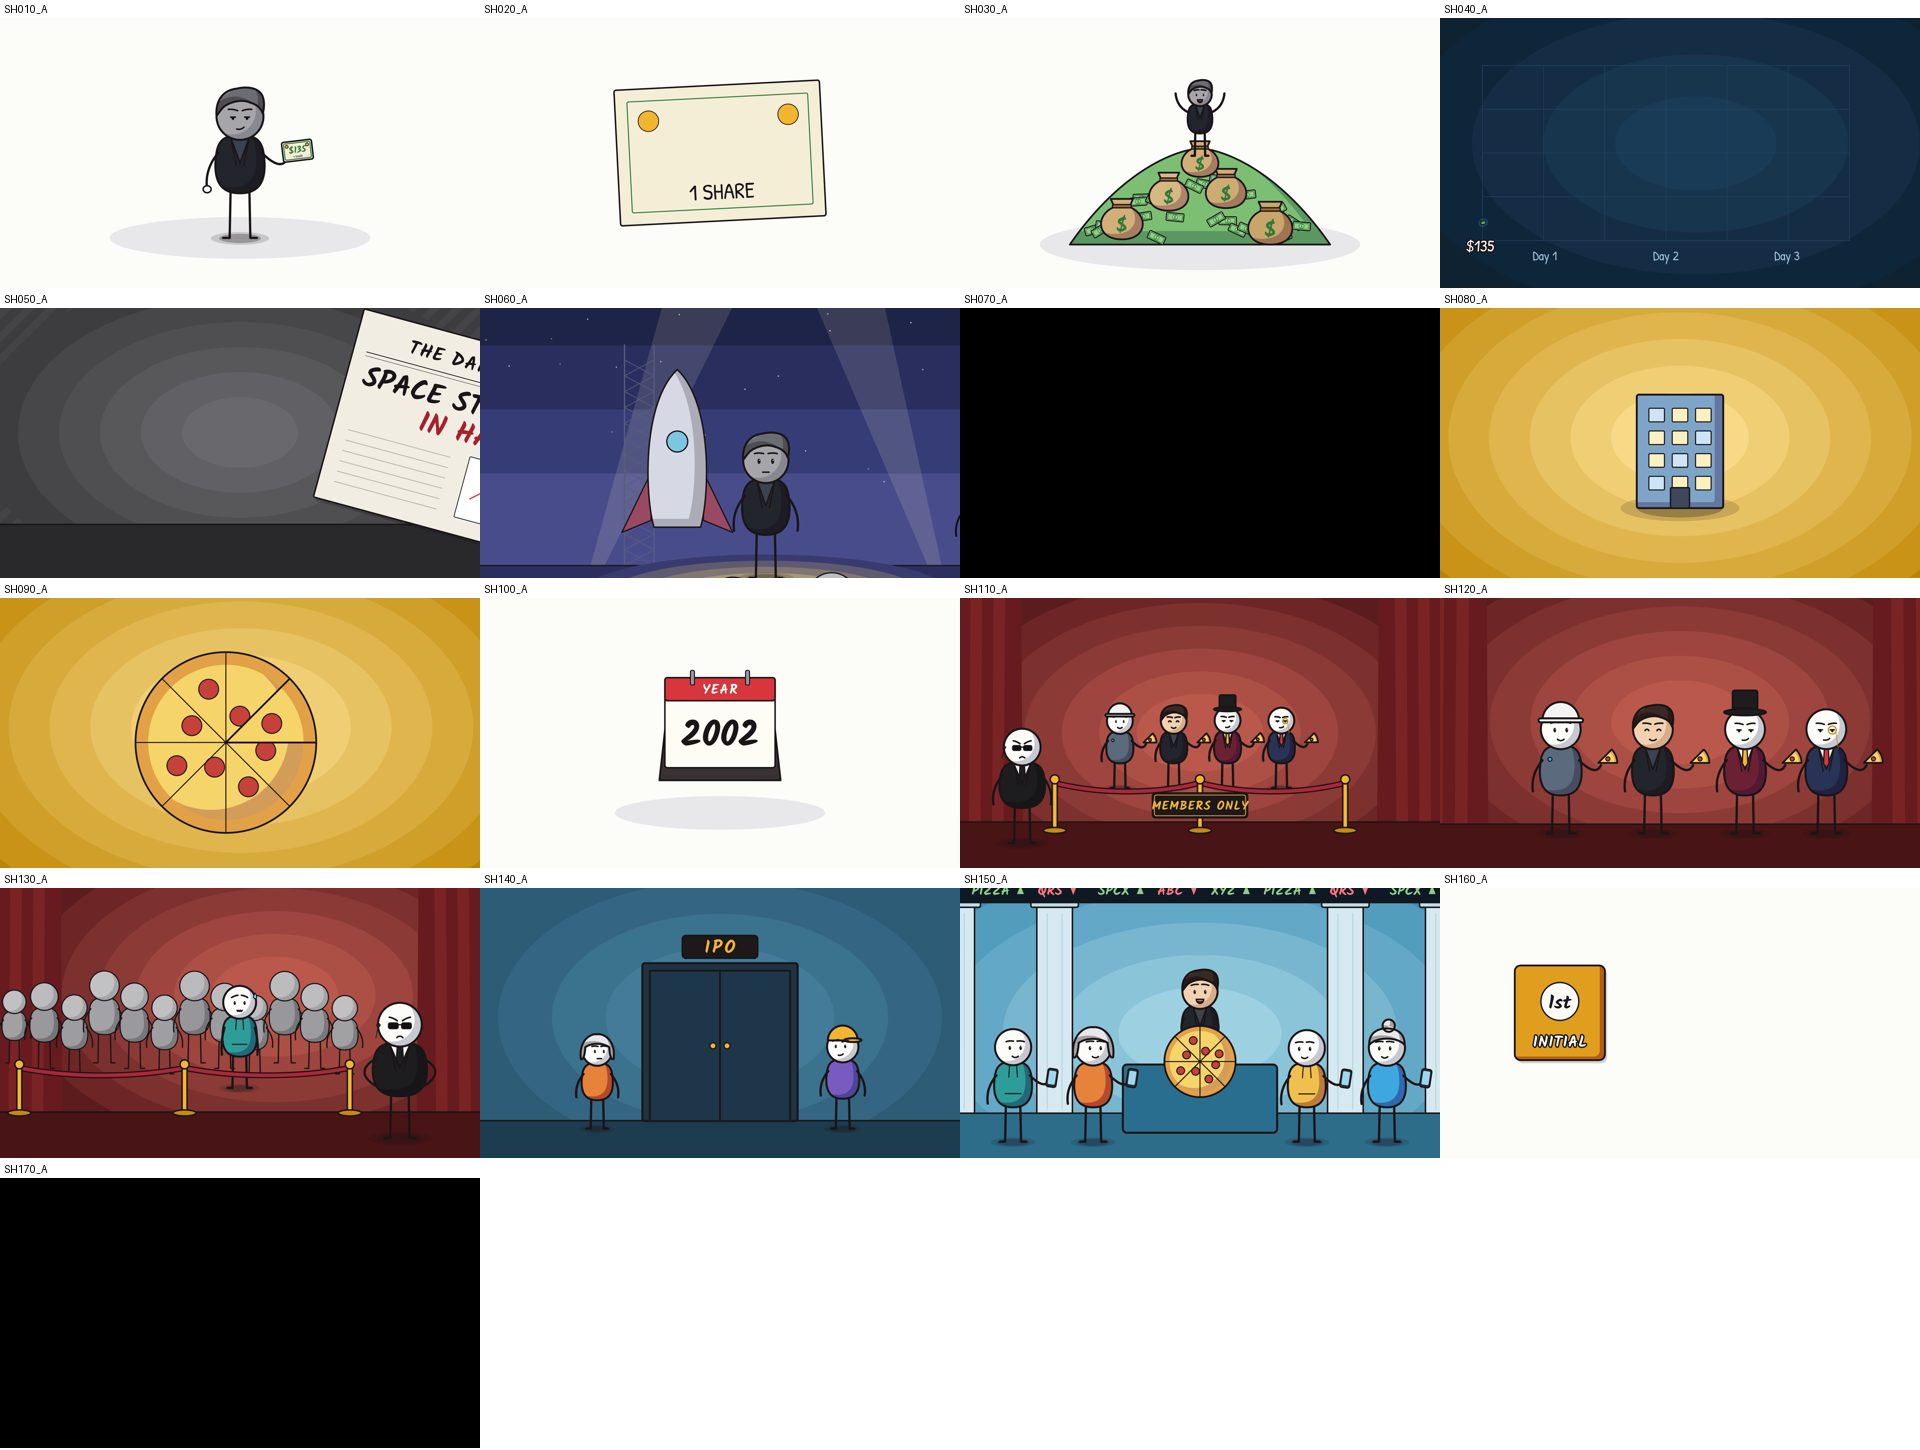 SH010_A
SH020_A
SH030_A
SH040_A
$135
1 SHARE
$
$
$
$
$
$135
Day 1
Day 2
Day 3
SH050_A
SH060_A
SH070_A
SH080_A
THE DA
SPACE ST
IN HA
SH090_A
SH100_A
SH110_A
SH120_A
YEAR
2002
MEMBERS ONLY
SH130_A
SH140_A
SH150_A
SH160_A
IPO
PIZZA ▲ QRS ▼ SPCX ▲ ABC ▼ XYZ ▲ PIZZA ▲ QRS ▼ SPCX ▲
1st
INITIAL
SH170_A